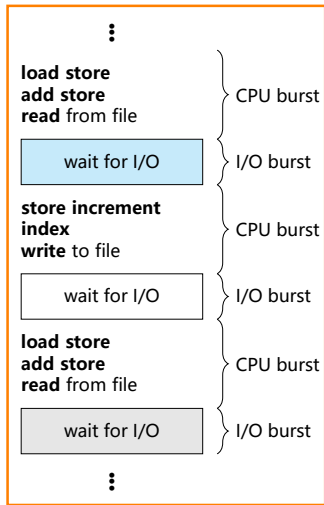 load store
add store
read from file
CPU burst
wait for I/O
I/O burst
store increment
index
write to file
CPU burst
wait for I/O
I/O burst
load store
add store
read from file
CPU burst
wait for I/O
I/O burst